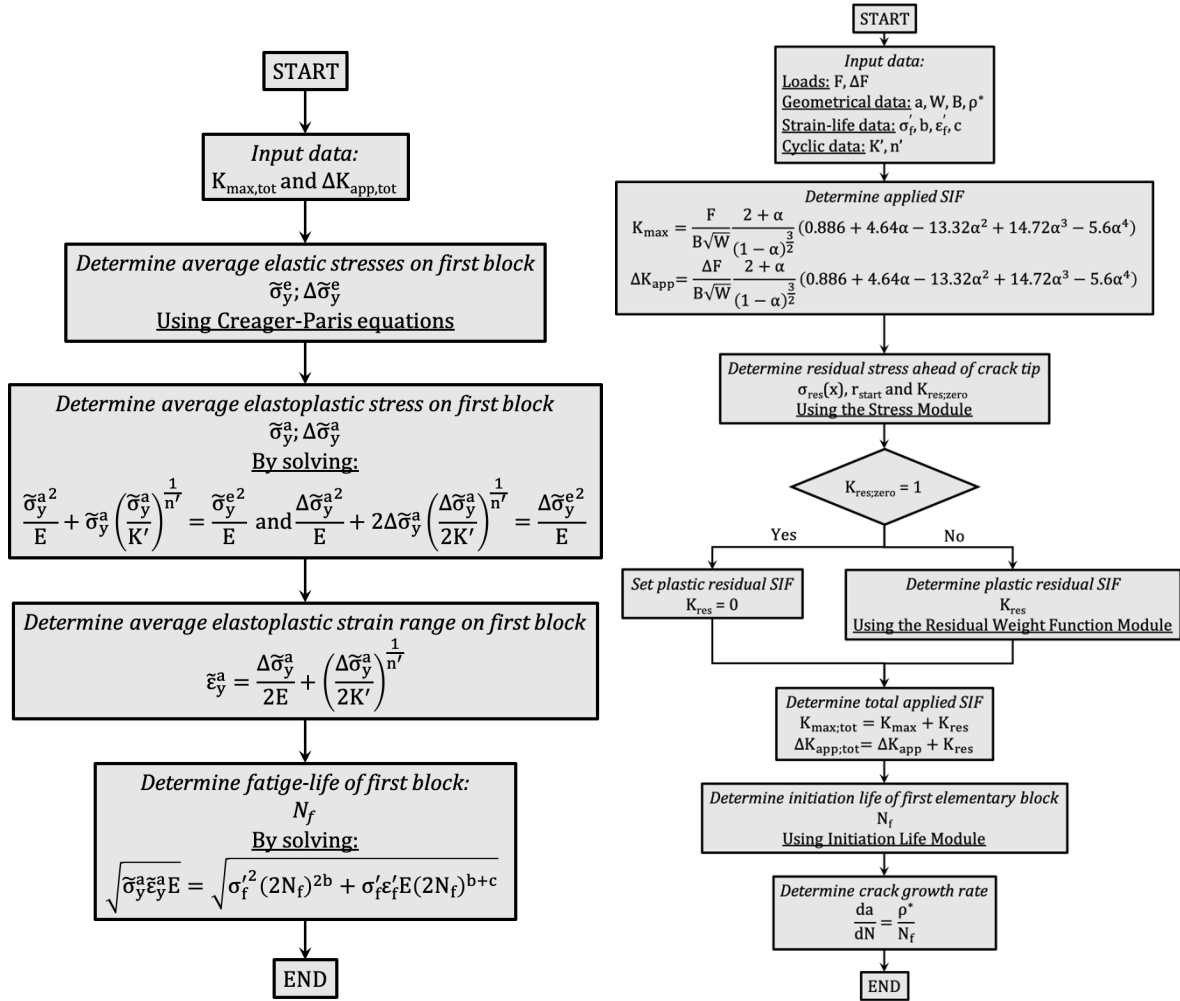 START
Input data:
K_max,tot and ΔK_app,tot
Determine average elastic stresses on first block
σ̃_y^e; Δσ̃_y^e
Using Creager-Paris equations
Determine average elastoplastic stress on first block
σ̃_y^a; Δσ̃_y^a
By solving:
σ̃_y^a²/E + σ̃_y^a (σ̃_y^a/K′)^(1/n′) = σ̃_y^e²/E and Δσ̃_y^a²/E + 2Δσ̃_y^a (Δσ̃_y^a/2K′)^(1/n′) = Δσ̃_y^e²/E
Determine average elastoplastic strain range on first block
ε̃_y^a = Δσ̃_y^a/2E + (Δσ̃_y^a/2K′)^(1/n′)
Determine fatige-life of first block:
N_f
By solving:
√(σ̃_y^a ε̃_y^a E) = √(σ_f′² (2N_f)^(2b) + σ_f′ε_f′E(2N_f)^(b+c))
END
START
Input data:
Loads: F, ΔF
Geometrical data: a, W, B, ρ*
Strain-life data: σ_f′, b, ε_f′, c
Cyclic data: K′, n′
Determine applied SIF
K_max = F/(B√W) (2 + α)/(1 − α)^(3/2) (0.886 + 4.64α − 13.32α² + 14.72α³ − 5.6α⁴)
ΔK_app= ΔF/(B√W) (2 + α)/(1 − α)^(3/2) (0.886 + 4.64α − 13.32α² + 14.72α³ − 5.6α⁴)
Determine residual stress ahead of crack tip
σ_res(x), r_start and K_res;zero
Using the Stress Module
K_res;zero = 1
Yes
No
Set plastic residual SIF
K_res = 0
Determine plastic residual SIF
K_res
Using the Residual Weight Function Module
Determine total applied SIF
K_max;tot = K_max + K_res
ΔK_app;tot= ΔK_app + K_res
Determine initiation life of first elementary block
N_f
Using Initiation Life Module
Determine crack growth rate
da/dN = ρ*/N_f
END